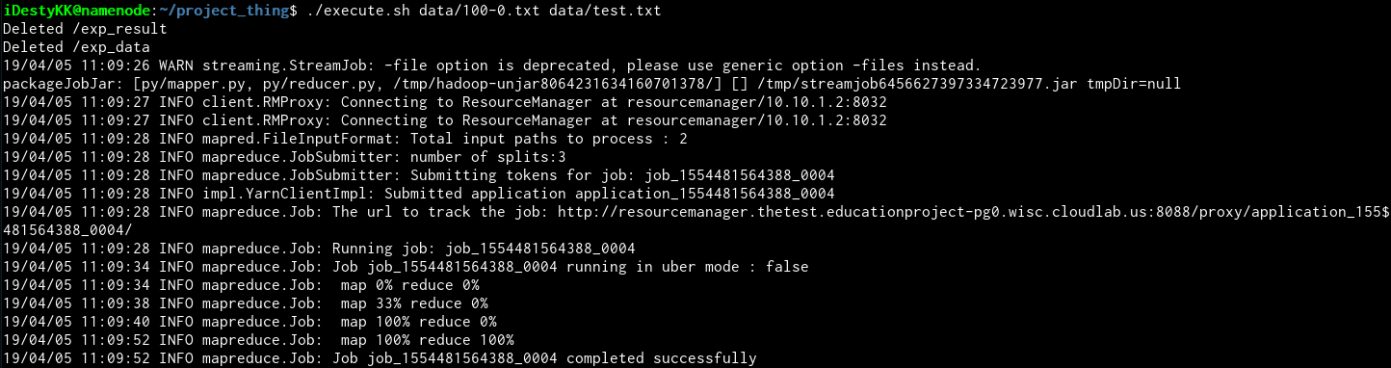 iDestyKK@namenode:~/project_thing$ ./execute.sh data/100-0.txt data/test.txt
Deleted /exp_result
Deleted /exp_data
19/04/05 11:09:26 WARN streaming.StreamJob: -file option is deprecated, please use generic option -files instead.
packageJobJar: [py/mapper.py, py/reducer.py, /tmp/hadoop-unjar8064231634160701378/] [] /tmp/streamjob6456627397334723977.jar tmpDir=null
19/04/05 11:09:27 INFO client.RMProxy: Connecting to ResourceManager at resourcemanager/10.10.1.2:8032
19/04/05 11:09:27 INFO client.RMProxy: Connecting to ResourceManager at resourcemanager/10.10.1.2:8032
19/04/05 11:09:28 INFO mapred.FileInputFormat: Total input paths to process : 2
19/04/05 11:09:28 INFO mapreduce.JobSubmitter: number of splits:3
19/04/05 11:09:28 INFO mapreduce.JobSubmitter: Submitting tokens for job: job_1554481564388_0004
19/04/05 11:09:28 INFO impl.YarnClientImpl: Submitted application application_1554481564388_0004
19/04/05 11:09:28 INFO mapreduce.Job: The url to track the job: http://resourcemanager.thetest.educationproject-pg0.wisc.cloudlab.us:8088/proxy/application_155$
481564388_0004/
19/04/05 11:09:28 INFO mapreduce.Job: Running job: job_1554481564388_0004
19/04/05 11:09:34 INFO mapreduce.Job: Job job_1554481564388_0004 running in uber mode : false
19/04/05 11:09:34 INFO mapreduce.Job:  map 0% reduce 0%
19/04/05 11:09:38 INFO mapreduce.Job:  map 33% reduce 0%
19/04/05 11:09:40 INFO mapreduce.Job:  map 100% reduce 0%
19/04/05 11:09:52 INFO mapreduce.Job:  map 100% reduce 100%
19/04/05 11:09:52 INFO mapreduce.Job: Job job_1554481564388_0004 completed successfully